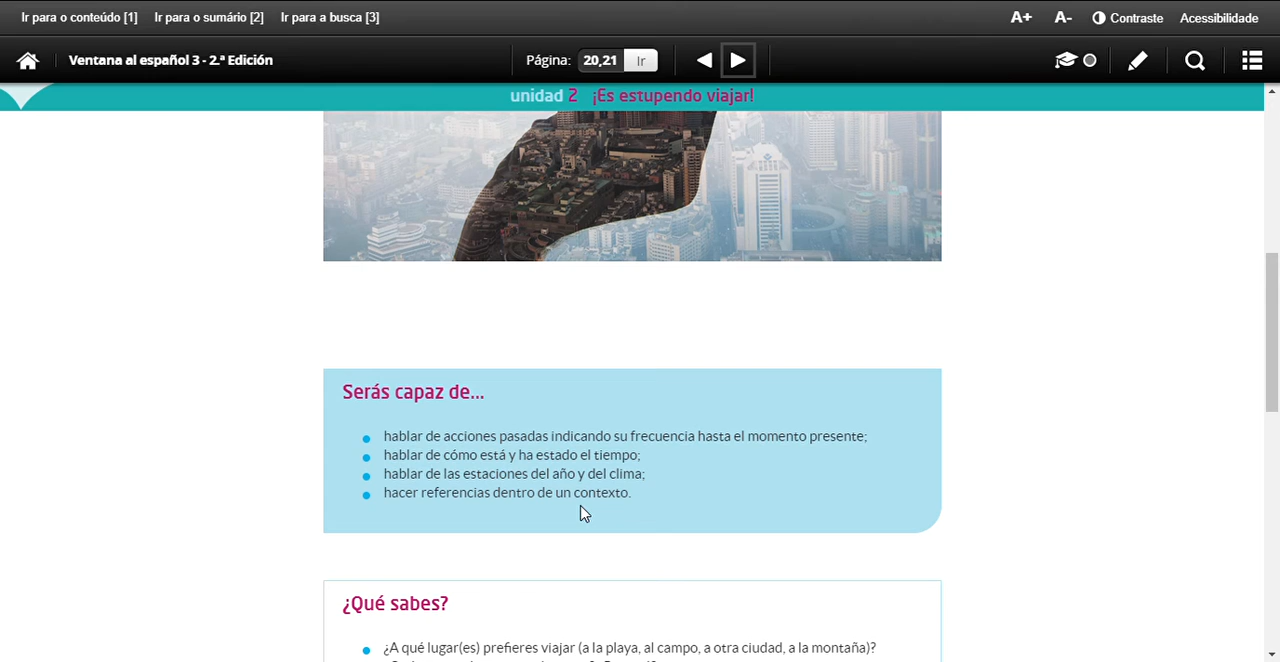 Ir para o conteúdo [1] Ir para o sumário [2] Ir para a busca [3] A+ A- Contraste Acessibilidade
Ventana al español 3 - 2.ª Edición Página: 20,21 Ir
unidad 2 ¡Es estupendo viajar!
Serás capaz de...
hablar de acciones pasadas indicando su frecuencia hasta el momento presente;
hablar de cómo está y ha estado el tiempo;
hablar de las estaciones del año y del clima;
hacer referencias dentro de un contexto.
¿Qué sabes?
¿A qué lugar(es) prefieres viajar (a la playa, al campo, a otra ciudad, a la montaña)?